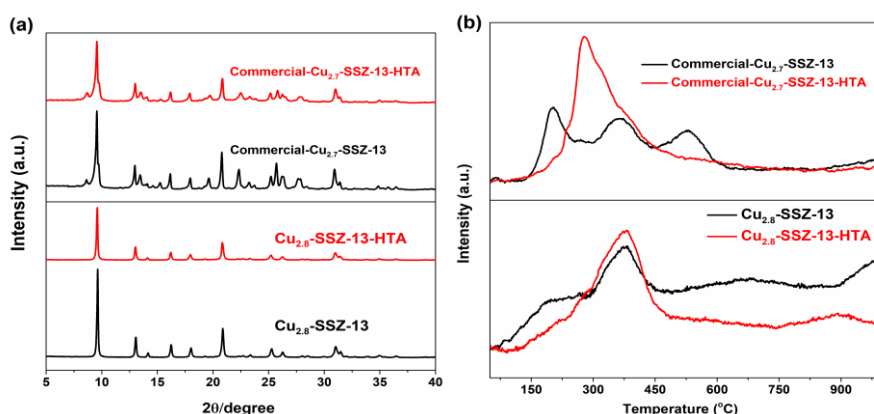 (a)
Intensity (a.u.)
Commercial-Cu2.7-SSZ-13-HTA
Commercial-Cu2.7-SSZ-13
Cu2.8-SSZ-13-HTA
Cu2.8-SSZ-13
5 10 15 20 25 30 35 40
2θ/degree
(b)
Intensity (a.u.)
Commercial-Cu2.7-SSZ-13
Commercial-Cu2.7-SSZ-13-HTA
Cu2.8-SSZ-13
Cu2.8-SSZ-13-HTA
150 300 450 600 750 900
Temperature (°C)